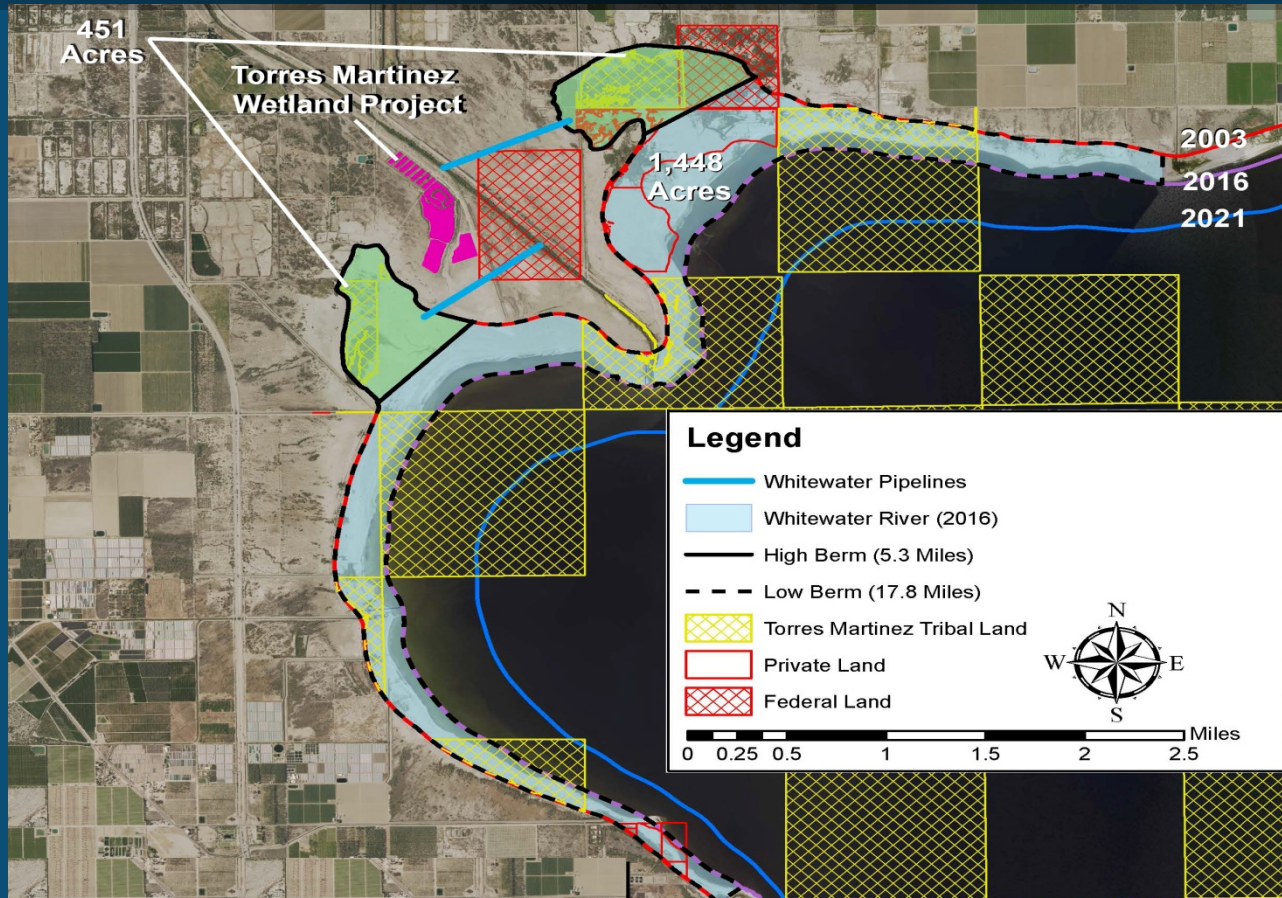 451
Acres
Torres Martinez
Wetland Project
1,448
Acres
2003
2016
2021
Legend
Whitewater Pipelines
Whitewater River (2016)
High Berm (5.3 Miles)
Low Berm (17.8 Miles)
Torres Martinez Tribal Land
Private Land
Federal Land
N
W E
S
0 0.25 0.5 1 1.5 2 2.5 Miles